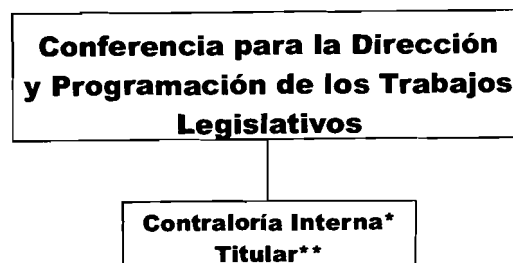 Conferencia para la Dirección
y Programación de los Trabajos
Legislativos
Contraloría Interna*
Titular**